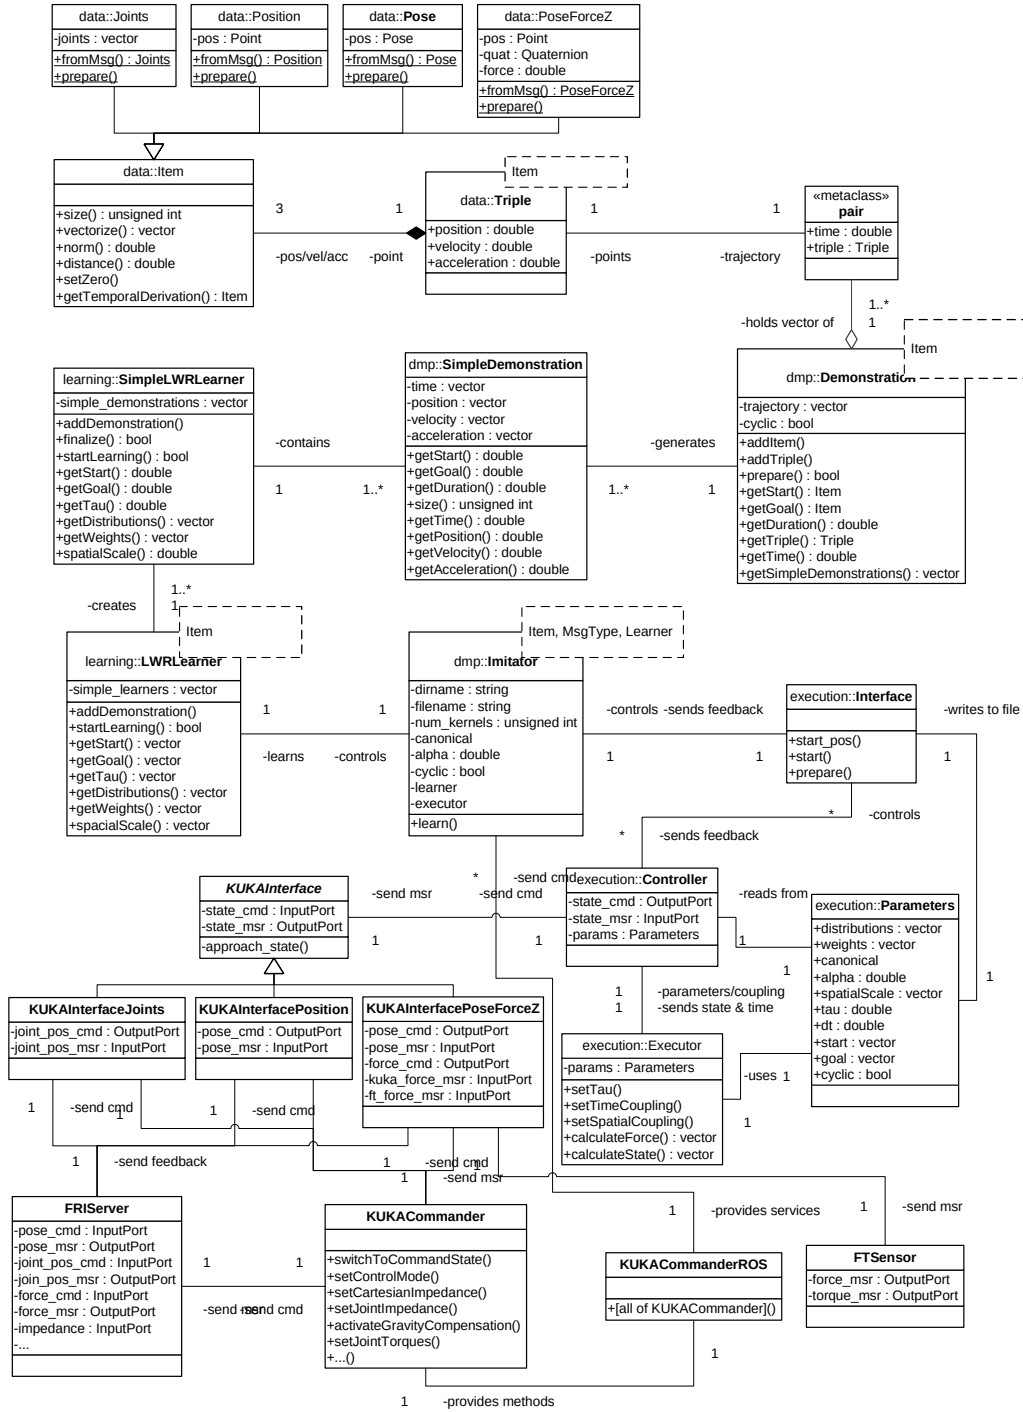 data::Joints
-joints : vector
+fromMsg() : Joints
+prepare()
data::Position
-pos : Point
+fromMsg() : Position
+prepare()
data::Pose
-pos : Pose
+fromMsg() : Pose
+prepare()
data::PoseForceZ
-pos : Point
-quat : Quaternion
-force : double
+fromMsg() : PoseForceZ
+prepare()
data::Item
+size() : unsigned int
+vectorize() : vector
+norm() : double
+distance() : double
+setZero()
+getTemporalDerivation() : Item
3
1
-pos/vel/acc
-point
Item
data::Triple
+position : double
+velocity : double
+acceleration : double
1
1
-points
-trajectory
«metaclass»
pair
+time : double
+triple : Triple
1..*
-holds vector of
1
Item
dmp::Demonstration
-trajectory : vector
-cyclic : bool
+addItem()
+addTriple()
+prepare() : bool
+getStart() : Item
+getGoal() : Item
+getDuration() : double
+getTriple() : Triple
+getTime() : double
+getSimpleDemonstrations() : vector
learning::SimpleLWRLearner
-simple_demonstrations : vector
+addDemonstration()
+finalize() : bool
+startLearning() : bool
+getStart() : double
+getGoal() : double
+getTau() : double
+getDistributions() : vector
+getWeights() : vector
+spatialScale() : double
-contains
1
1..*
dmp::SimpleDemonstration
-time : vector
-position : vector
-velocity : vector
-acceleration : vector
+getStart() : double
+getGoal() : double
+getDuration() : double
+size() : unsigned int
+getTime() : double
+getPosition() : double
+getVelocity() : double
+getAcceleration() : double
-generates
1..*
1
1..*
-creates
1
Item
learning::LWRLearner
-simple_learners : vector
+addDemonstration()
+startLearning() : bool
+getStart() : vector
+getGoal() : vector
+getTau() : vector
+getDistributions() : vector
+getWeights() : vector
+spacialScale() : vector
1
1
-learns
-controls
Item, MsgType, Learner
dmp::Imitator
-dirname : string
-filename : string
-num_kernels : unsigned int
-canonical
-alpha : double
-cyclic : bool
-learner
-executor
+learn()
-controls
-sends feedback
1
1
execution::Interface
+start_pos()
+start()
+prepare()
-writes to file
1
*
-controls
*
-sends feedback
KUKAInterface
-state_cmd : InputPort
-state_msr : OutputPort
-approach_state()
-send msr
*
-send cmd
-send cmd
1
1
execution::Controller
-state_cmd : OutputPort
-state_msr : InputPort
-params : Parameters
-reads from
1
1
execution::Parameters
+distributions : vector
+weights : vector
+canonical
+alpha : double
+spatialScale : vector
+tau : double
+dt : double
+start : vector
+goal : vector
+cyclic : bool
1
1
-parameters/coupling
1
-sends state & time
execution::Executor
-params : Parameters
+setTau()
+setTimeCoupling()
+setSpatialCoupling()
+calculateForce() : vector
+calculateState() : vector
-uses
1
1
KUKAInterfaceJoints
-joint_pos_cmd : OutputPort
-joint_pos_msr : InputPort
KUKAInterfacePosition
-pose_cmd : OutputPort
-pose_msr : InputPort
KUKAInterfacePoseForceZ
-pose_cmd : OutputPort
-pose_msr : InputPort
-force_cmd : OutputPort
-kuka_force_msr : InputPort
-ft_force_msr : InputPort
1
-send cmd
1
1
-send cmd
1
-send feedback
1
-send cmd
1
1
-send msr
FRIServer
-pose_cmd : InputPort
-pose_msr : OutputPort
-joint_pos_cmd : InputPort
-join_pos_msr : OutputPort
-force_cmd : InputPort
-force_msr : OutputPort
-impedance : InputPort
-...
1
1
-send msr
-send cmd
KUKACommander
+switchToCommandState()
+setControlMode()
+setCartesianImpedance()
+setJointImpedance()
+activateGravityCompensation()
+setJointTorques()
+...()
1
-provides services
KUKACommanderROS
+[all of KUKACommander]()
1
-send msr
FTSensor
-force_msr : OutputPort
-torque_msr : OutputPort
1
1
-provides methods